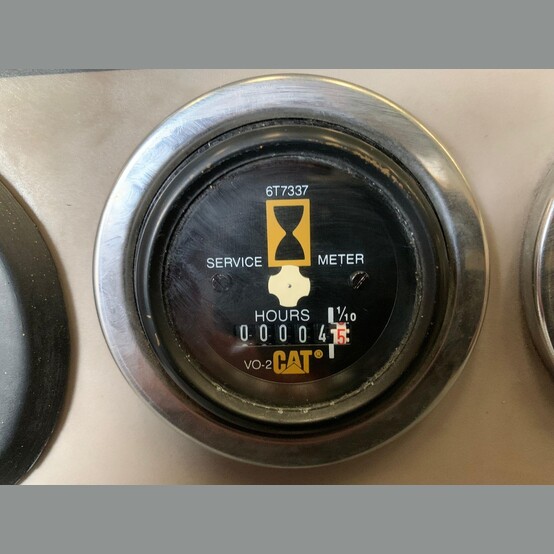 6T7337
SERVICE METER
HOURS 1/10
000045
VO-2 CAT®